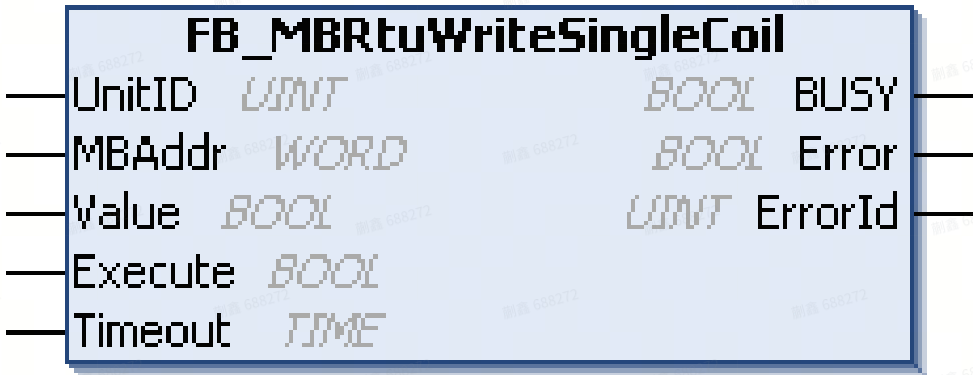 FB_MBRtuWriteSingleCoil
UnitID UINT BOOL BUSY
MBAddr WORD BOOL Error
Value BOOL UINT ErrorId
Execute BOOL
Timeout TIME